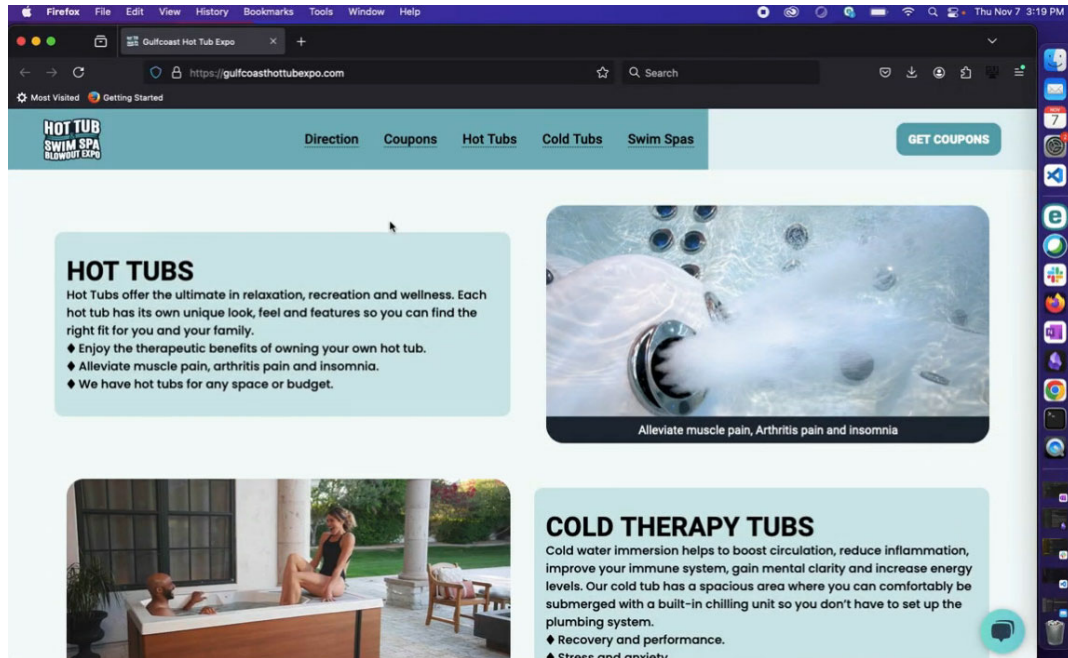 Firefox File Edit View History Bookmarks Tools Window Help
Thu Nov 7 3:19 PM
Gulfcoast Hot Tub Expo
https://gulfcoasthottubexpo.com
Search
Most Visited Getting Started
HOT TUB
SWIM SPA
BLOWOUT EXPO
Direction Coupons Hot Tubs Cold Tubs Swim Spas
GET COUPONS
NOV
7
2
HOT TUBS
Hot Tubs offer the ultimate in relaxation, recreation and wellness. Each
hot tub has its own unique look, feel and features so you can find the
right fit for you and your family.
♦ Enjoy the therapeutic benefits of owning your own hot tub.
♦ Alleviate muscle pain, arthritis pain and insomnia.
♦ We have hot tubs for any space or budget.
Alleviate muscle pain, Arthritis pain and insomnia
COLD THERAPY TUBS
Cold water immersion helps to boost circulation, reduce inflammation,
improve your immune system, gain mental clarity and increase energy
levels. Our cold tub has a spacious area where you can comfortably be
submerged with a built-in chilling unit so you don't have to set up the
plumbing system.
♦ Recovery and performance.
♦ Stress and anxiety